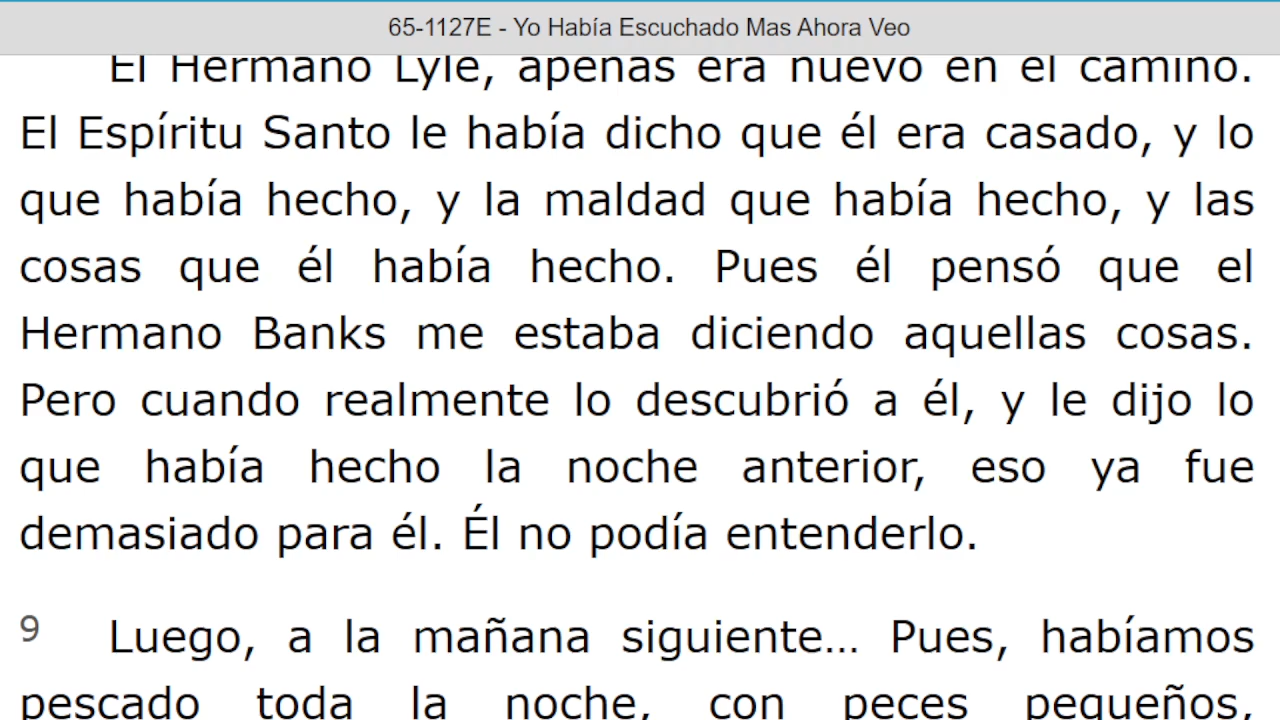 65-1127E - Yo Había Escuchado Mas Ahora Veo
El Hermano Lyle, apenas era nuevo en el camino.
El Espíritu Santo le había dicho que él era casado, y lo
que había hecho, y la maldad que había hecho, y las
cosas que él había hecho. Pues él pensó que el
Hermano Banks me estaba diciendo aquellas cosas.
Pero cuando realmente lo descubrió a él, y le dijo lo
que había hecho la noche anterior, eso ya fue
demasiado para él. Él no podía entenderlo.
9 Luego, a la mañana siguiente… Pues, habíamos
pescado toda la noche, con peces pequeños,